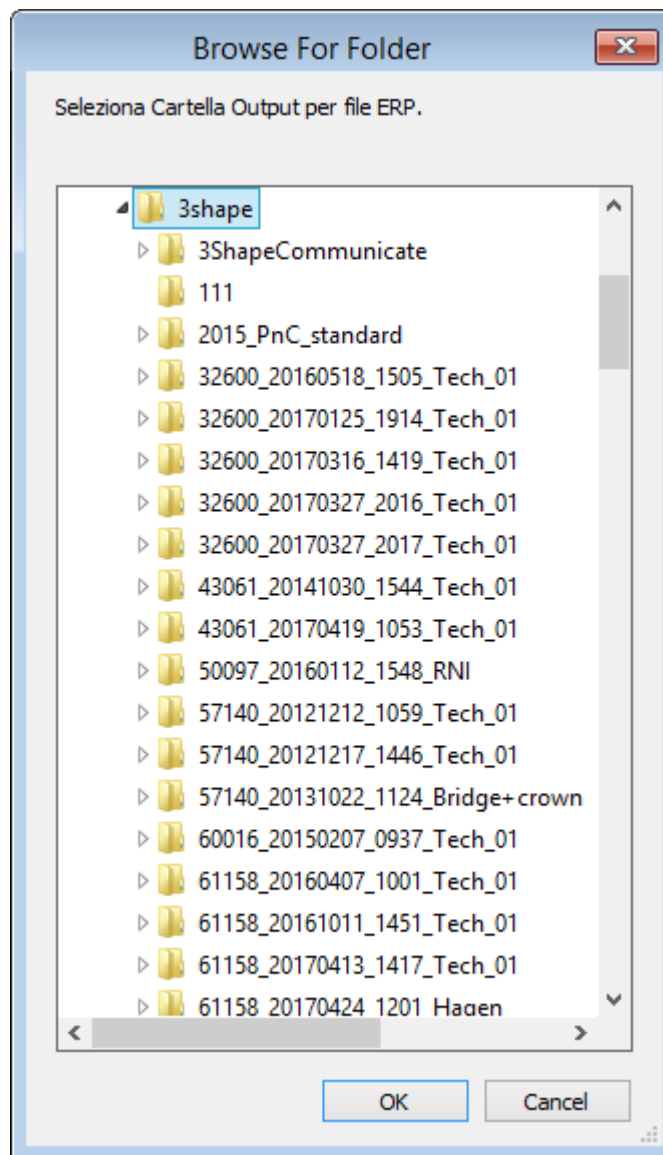 Browse For Folder
Seleziona Cartella Output per file ERP.
3shape
3ShapeCommunicate
111
2015_PnC_standard
32600_20160518_1505_Tech_01
32600_20170125_1914_Tech_01
32600_20170316_1419_Tech_01
32600_20170327_2016_Tech_01
32600_20170327_2017_Tech_01
43061_20141030_1544_Tech_01
43061_20170419_1053_Tech_01
50097_20160112_1548_RNI
57140_20121212_1059_Tech_01
57140_20121217_1446_Tech_01
57140_20131022_1124_Bridge+crown
60016_20150207_0937_Tech_01
61158_20160407_1001_Tech_01
61158_20161011_1451_Tech_01
61158_20170413_1417_Tech_01
61158_20170424_1201_Hagen
OK Cancel